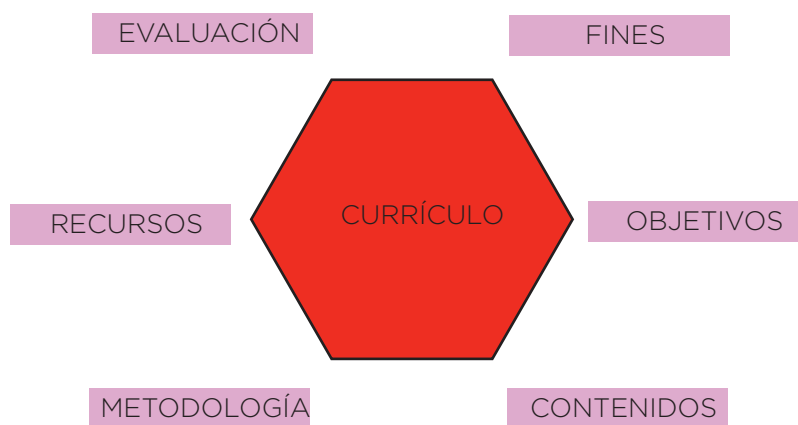 EVALUACIÓN
FINES
CURRÍCULO
RECURSOS
OBJETIVOS
METODOLOGÍA
CONTENIDOS